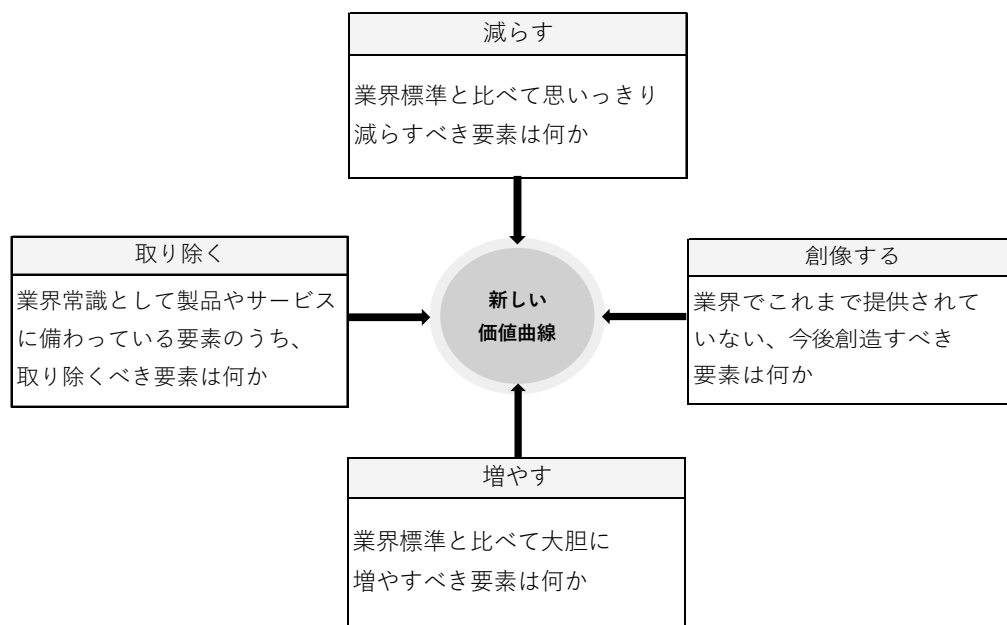 減らす
業界標準と比べて思いっきり
減らすべき要素は何か
取り除く
業界常識として製品やサービス
に備わっている要素のうち、
取り除くべき要素は何か
新しい
価値曲線
創像する
業界でこれまで提供されて
いない、今後創造すべき
要素は何か
増やす
業界標準と比べて大胆に
増やすべき要素は何か